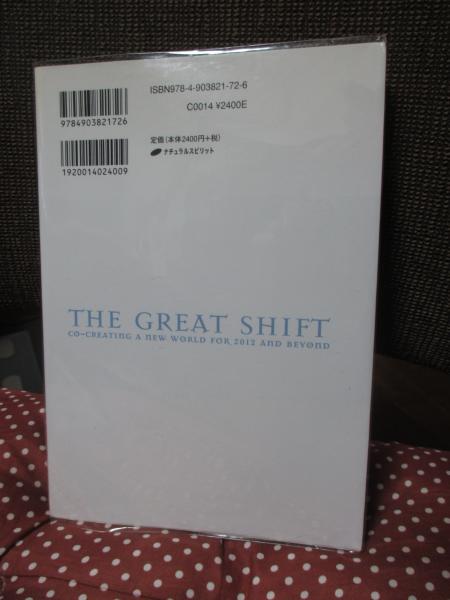 ISBN978-4-903821-72-6
C0014 ¥2400E
9784903821726
定価(本体2400円+税)
ナチュラルスピリット
1920014024009
THE GREAT SHIFT
CO-CREATING A NEW WORLD FOR 2012 AND BEYOND